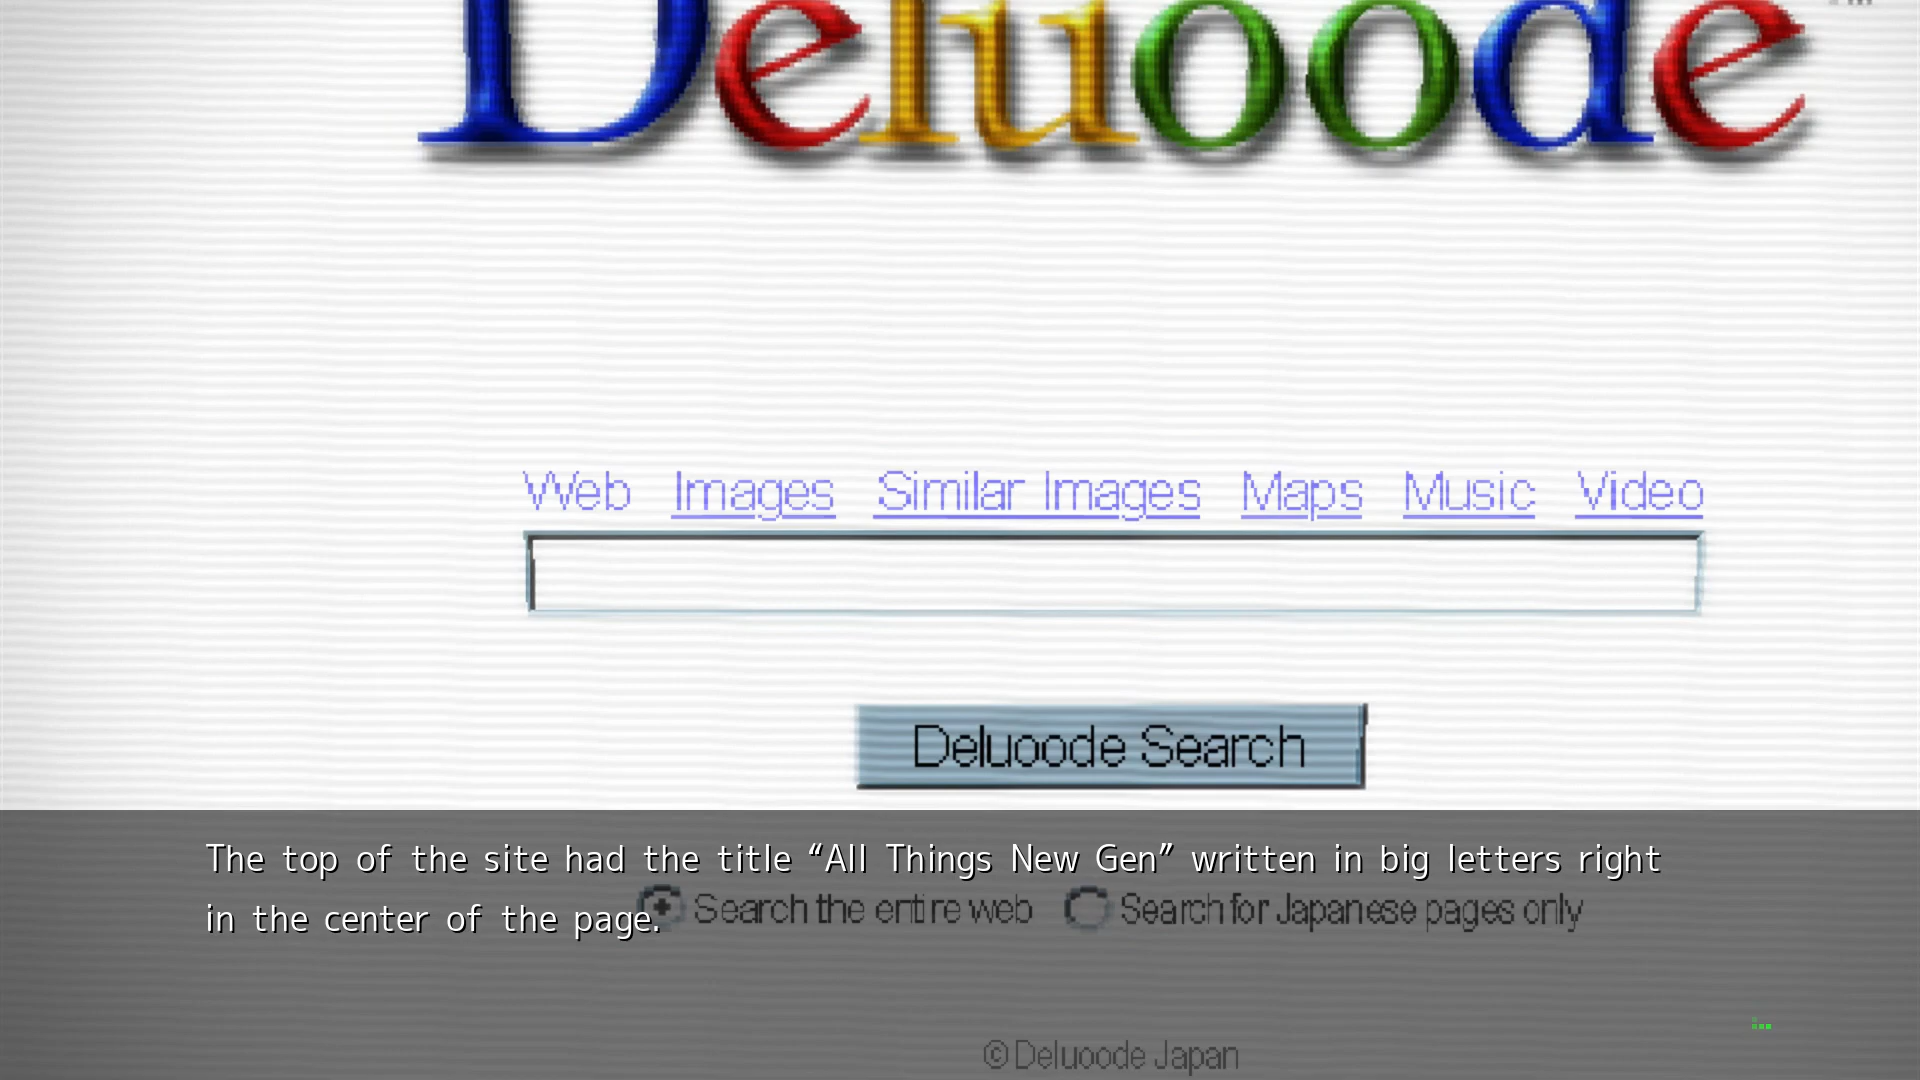 Deluoode
Web Images Similar Images Maps Music Video
Deluoode Search
The top of the site had the title “All Things New Gen” written in big letters right
in the center of the page.
Search the entire web Search for Japanese pages only
© Deluoode Japan